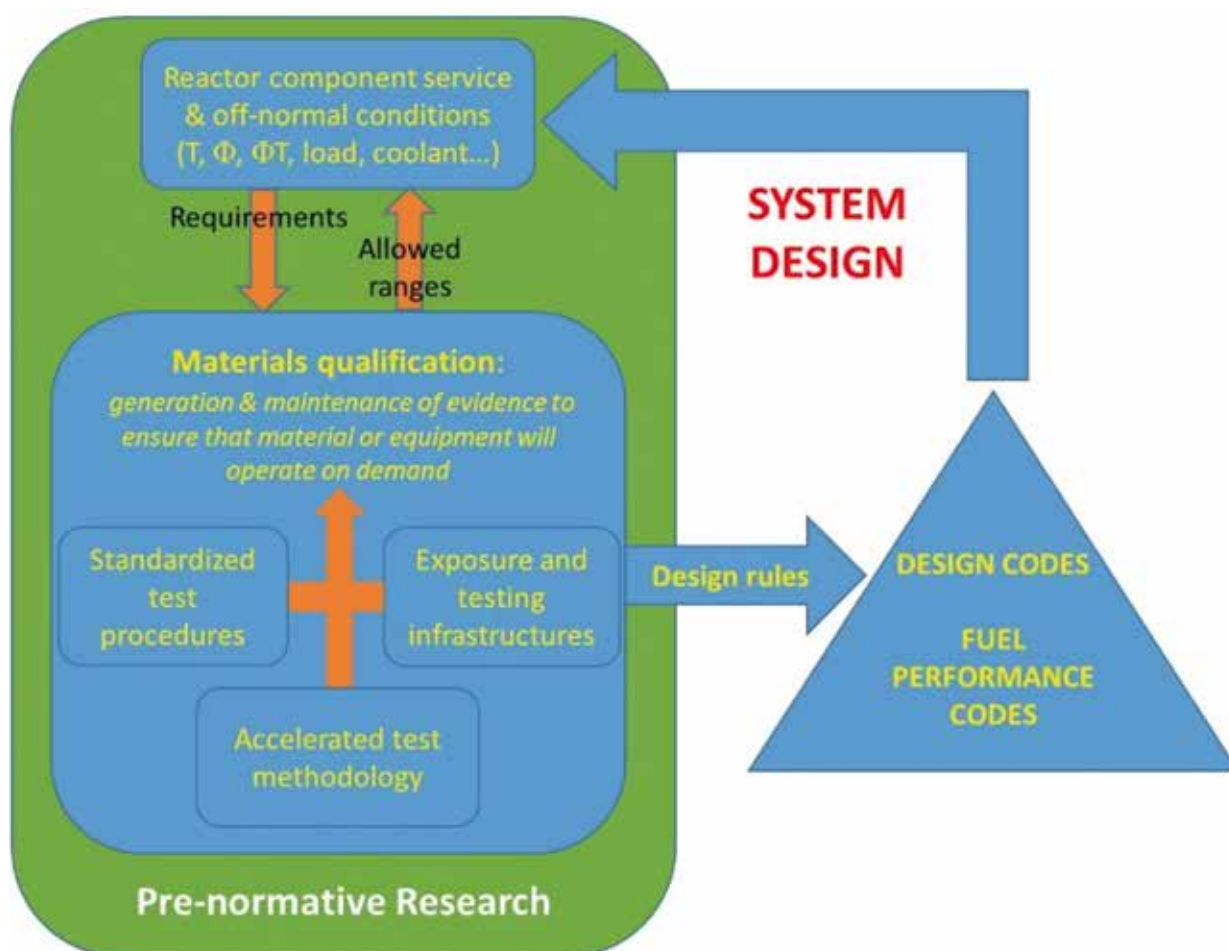 Reactor component service
& off-normal conditions
(T, Φ, ΦT, load, coolant...)
Requirements
Allowed
ranges
SYSTEM
DESIGN
Materials qualification:
generation & maintenance of evidence to
ensure that material or equipment will
operate on demand
Standardized
test
procedures
Exposure and
testing
infrastructures
Accelerated test
methodology
Design rules
DESIGN CODES
FUEL
PERFORMANCE
CODES
Pre-normative Research